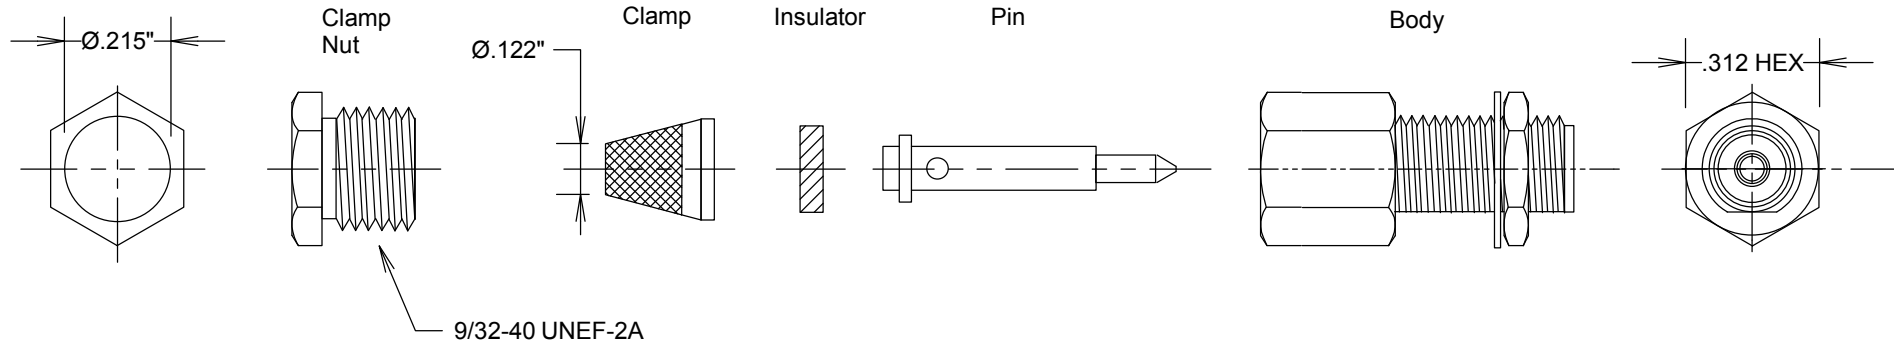 Clamp
Nut
Clamp
Insulator
Pin
Body
Ø.215"
Ø.122"
.312 HEX
9/32-40 UNEF-2A